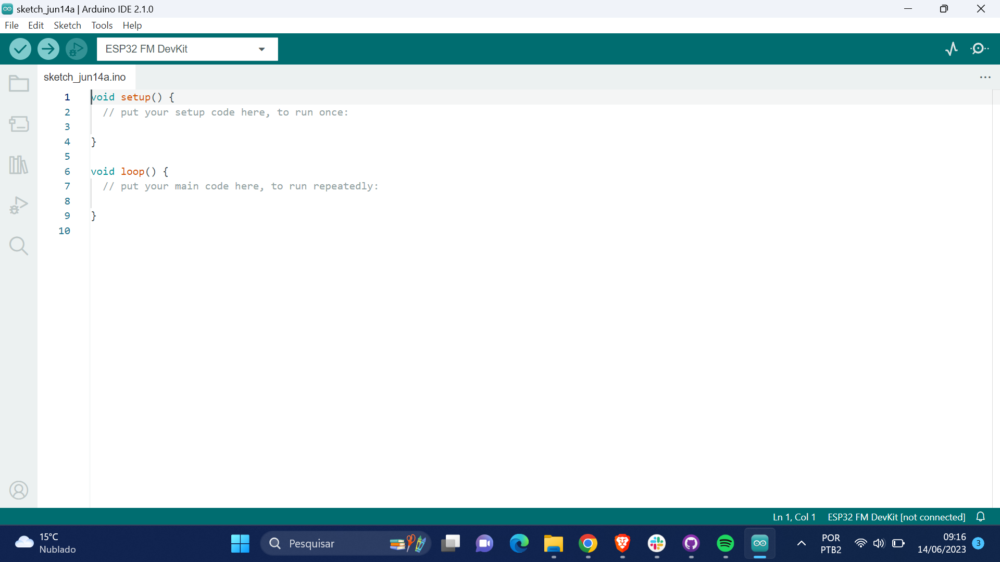 sketch_jun14a | Arduino IDE 2.1.0
File Edit Sketch Tools Help
ESP32 FM DevKit
sketch_jun14a.ino
1 void setup() {
2 // put your setup code here, to run once:
3
4 }
5
6 void loop() {
7 // put your main code here, to run repeatedly:
8
9 }
10
Ln 1, Col 1 ESP32 FM DevKit [not connected]
15°C
Nublado
Pesquisar
POR
PTB2
09:16
14/06/2023
3